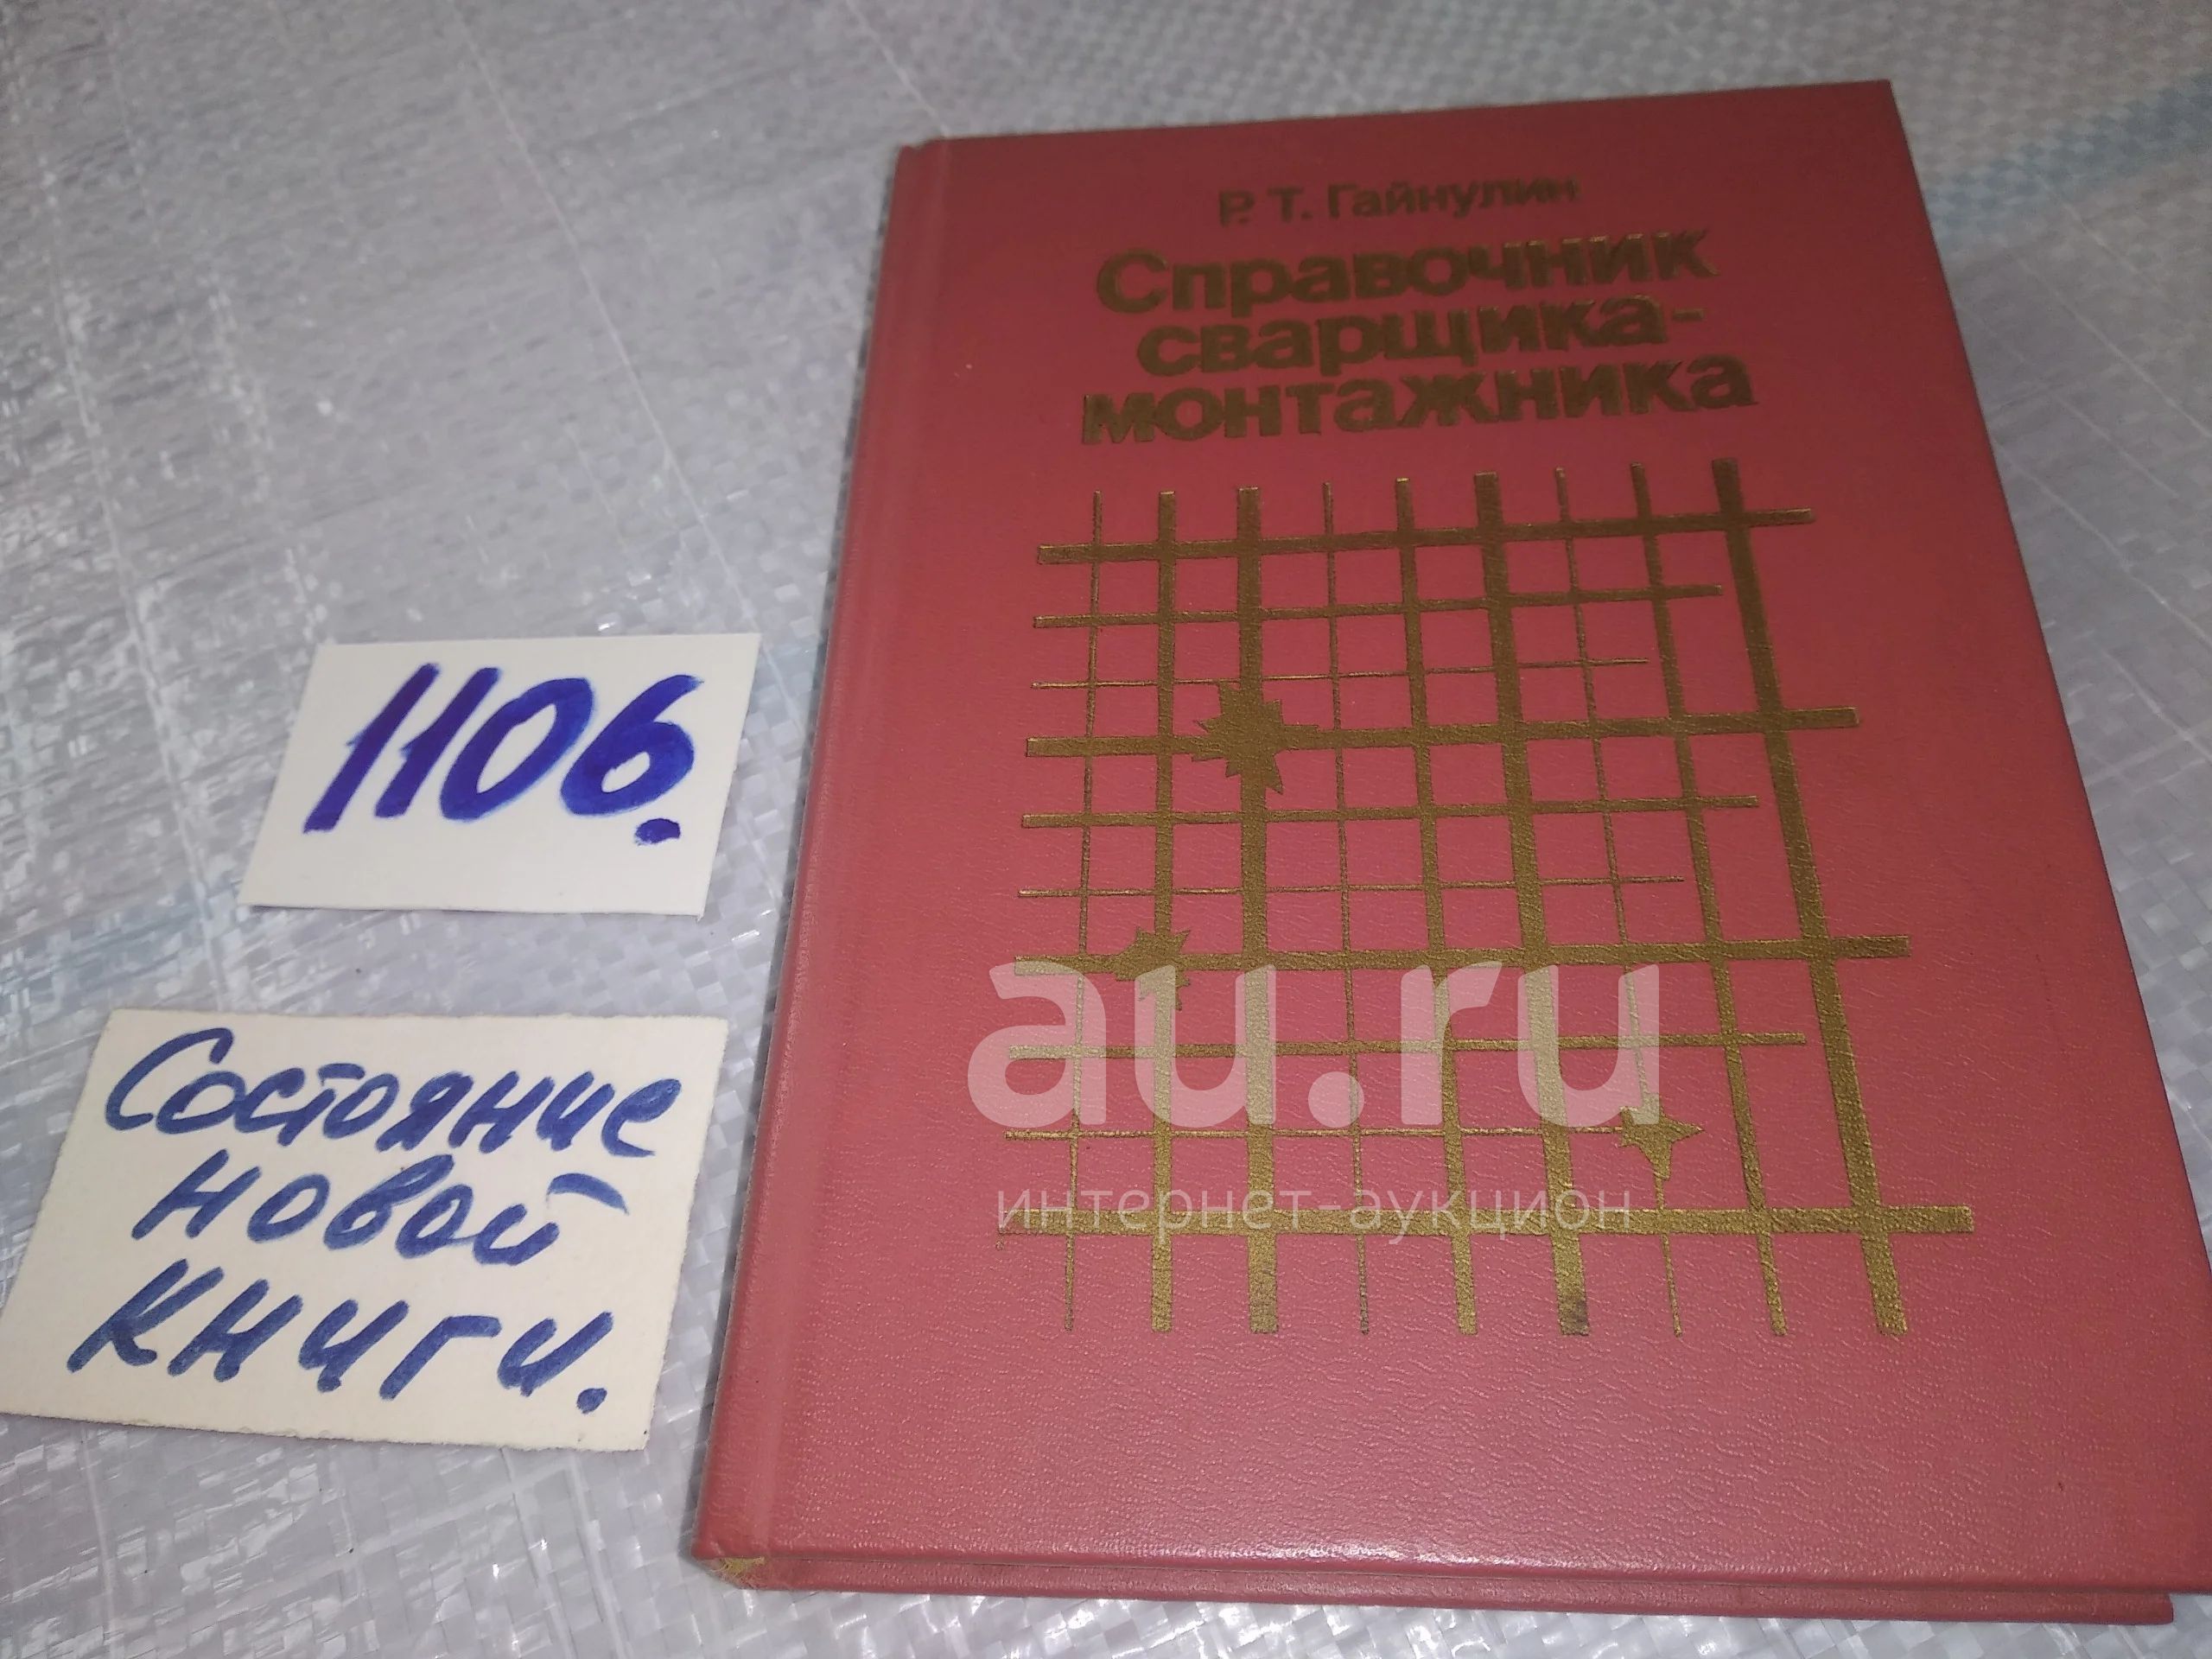 Р. Т. Гайнулин
Справочник
сварщика-
монтажника
1106.
Состояние
новой
книги.
au.ru
интернет-аукцион